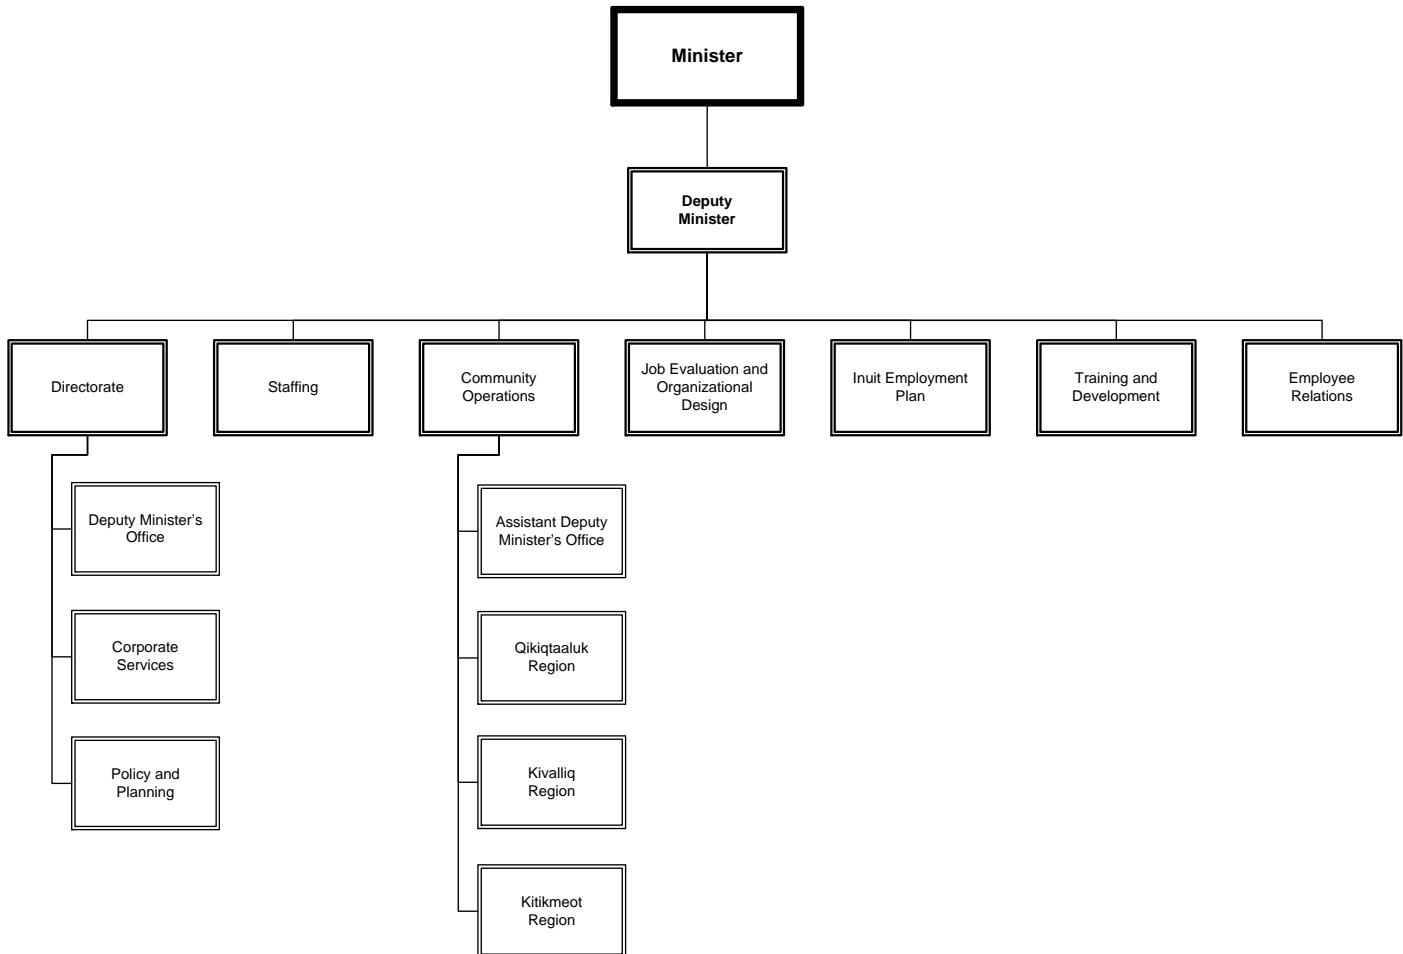 Minister
Deputy
Minister
Directorate
Staffing
Community
Operations
Job Evaluation and
Organizational
Design
Inuit Employment
Plan
Training and
Development
Employee
Relations
Deputy Minister’s
Office
Corporate
Services
Policy and
Planning
Assistant Deputy
Minister’s Office
Qikiqtaaluk
Region
Kivalliq
Region
Kitikmeot
Region